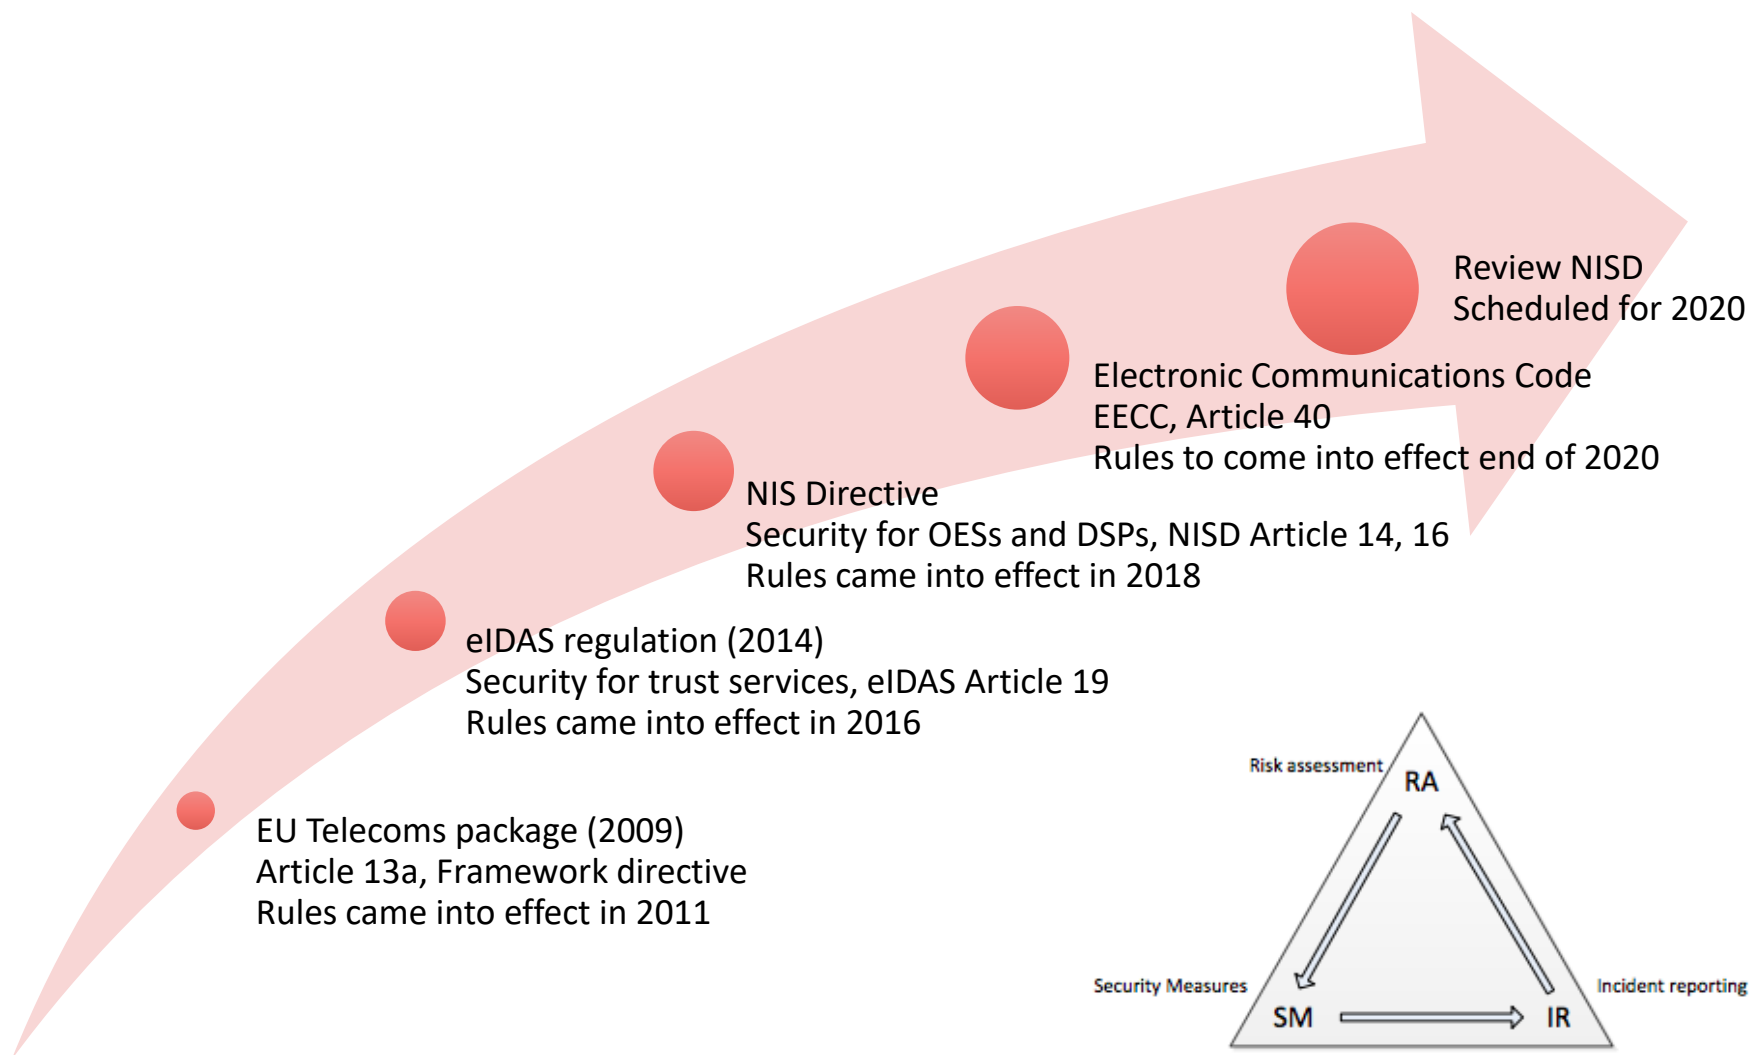 Review NISD
Scheduled for 2020
Electronic Communications Code
EECC, Article 40
Rules to come into effect end of 2020
NIS Directive
Security for OESs and DSPs, NISD Article 14, 16
Rules came into effect in 2018
eIDAS regulation (2014)
Security for trust services, eIDAS Article 19
Rules came into effect in 2016
EU Telecoms package (2009)
Article 13a, Framework directive
Rules came into effect in 2011
Risk assessment
RA
Security Measures
SM
IR
Incident reporting